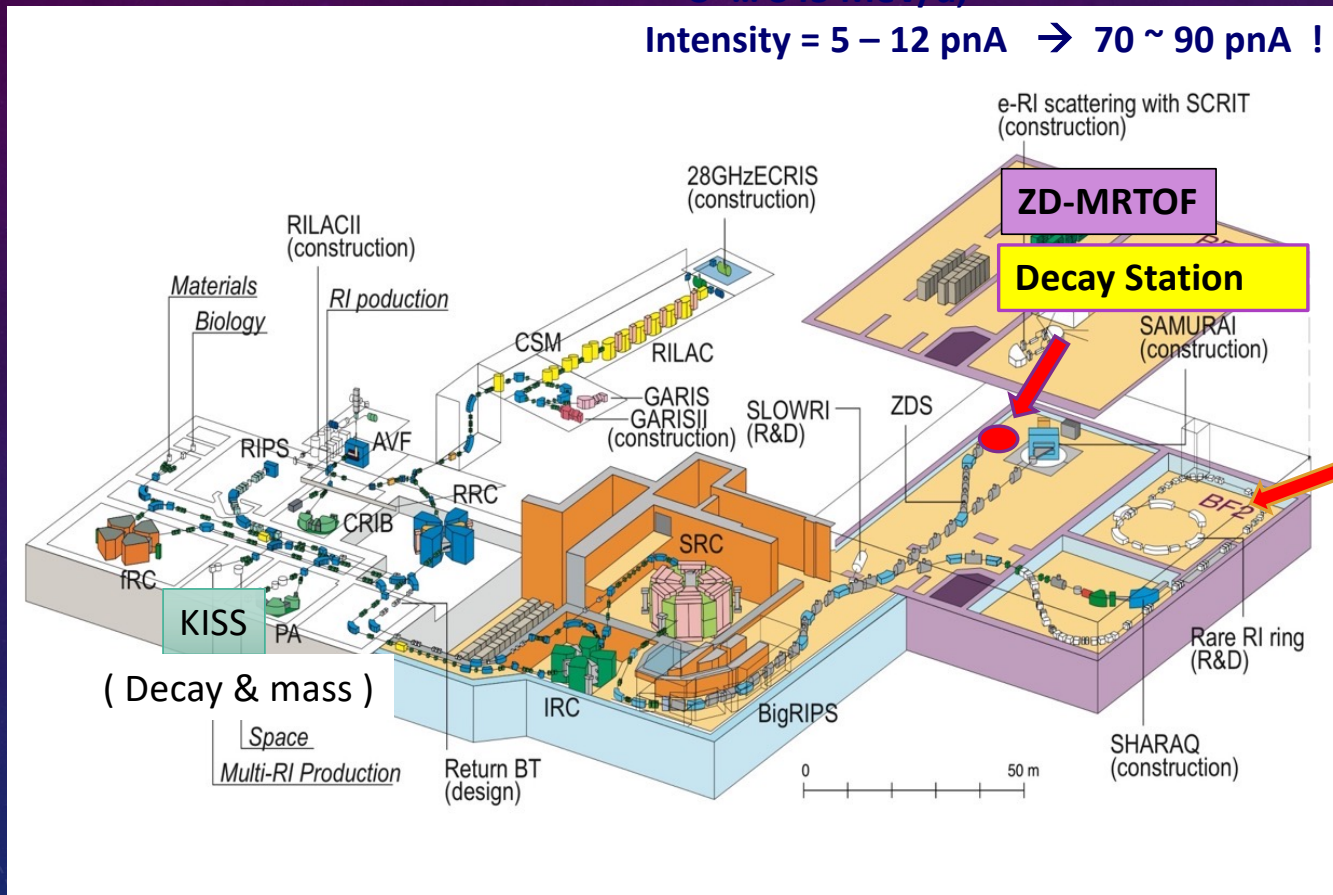 Intensity = 5 – 12 pnA → 70 ~ 90 pnA !
e-RI scattering with SCRIT
(construction)
28GHzECRIS
(construction)
ZD-MRTOF
RILACII
(construction)
Decay Station
Materials
RI poduction
Biology
SAMURAI
(construction)
CSM
RILAC
GARIS
GARISII
(construction)
SLOWRI
(R&D)
ZDS
RIPS
AVF
RRC
CRIB
BF2
SRC
fRC
KISS
PA
Rare RI ring
(R&D)
( Decay & mass )
IRC
BigRIPS
Space
Multi-RI Production
Return BT
(design)
0 50 m
SHARAQ
(construction)